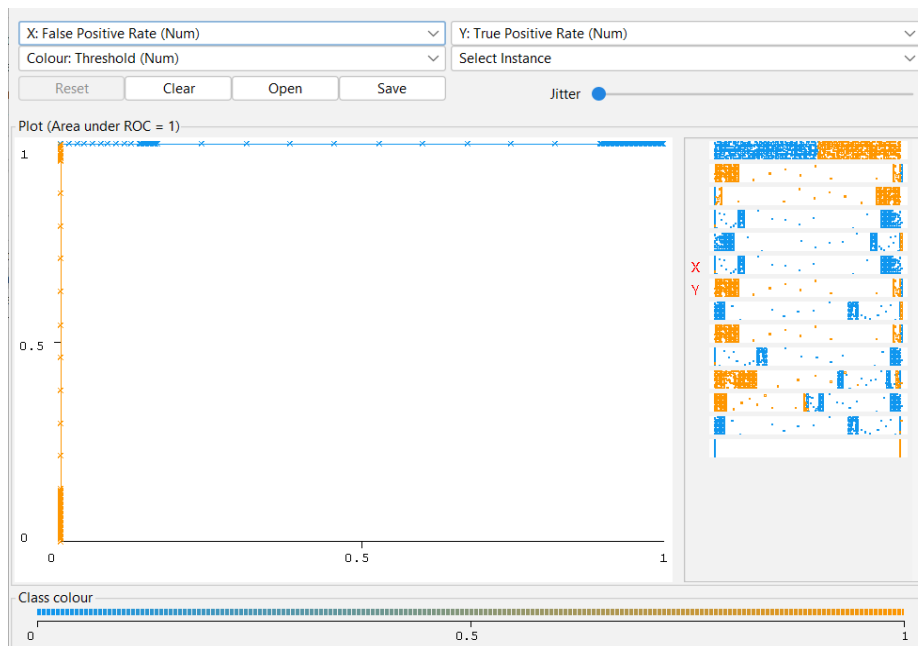 X: False Positive Rate (Num) Y: True Positive Rate (Num)
Colour: Threshold (Num) Select Instance
Reset Clear Open Save Jitter
Plot (Area under ROC = 1)
1
X
Y
0.5
0
0 0.5 1
Class colour
0 0.5 1